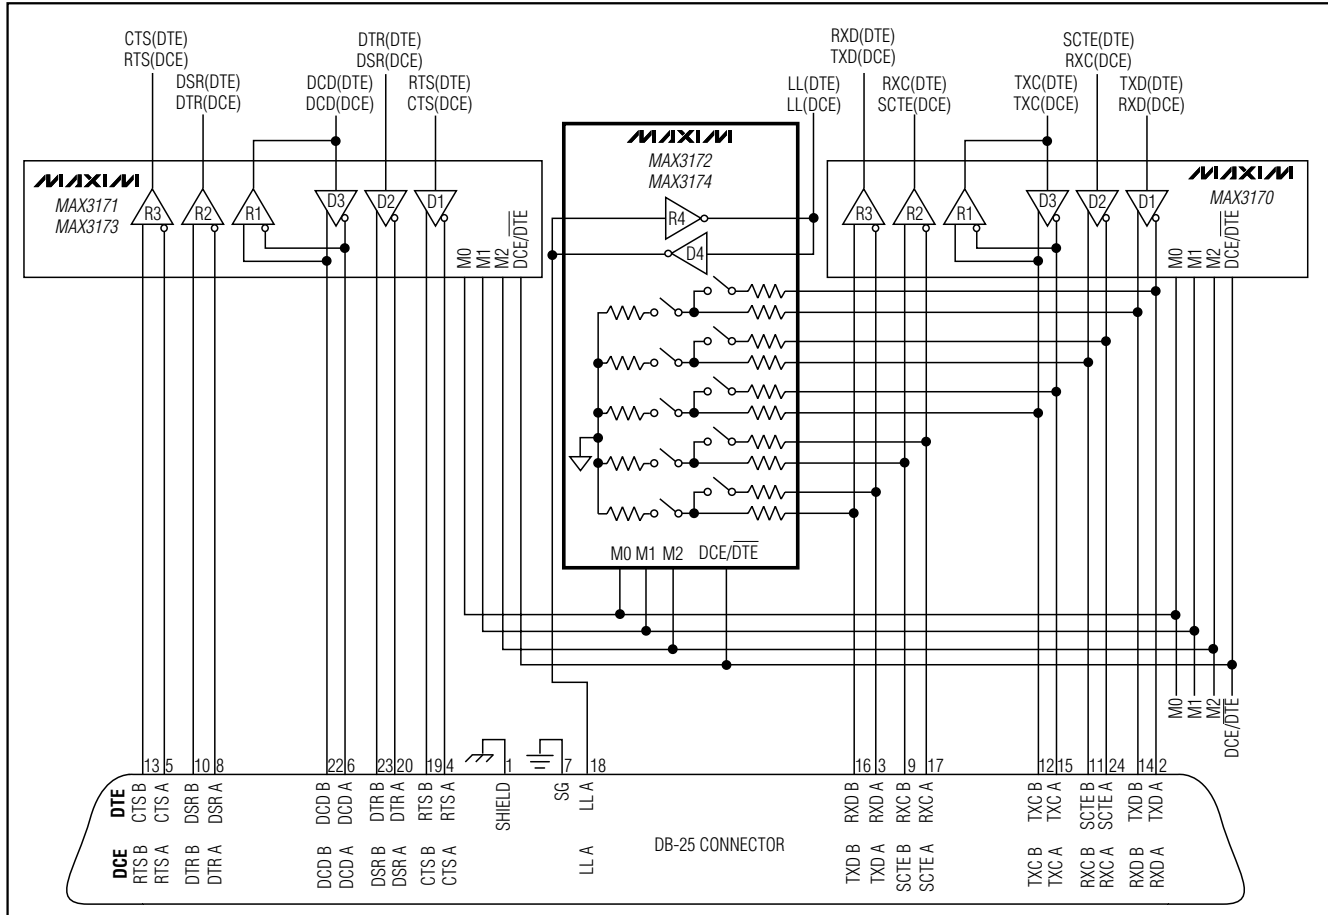 CTS(DTE)
RTS(DCE)
DSR(DTE)
DTR(DCE)
DCD(DTE)
DCD(DCE)
DTR(DTE)
DSR(DCE)
RTS(DTE)
CTS(DCE)
LL(DTE)
LL(DCE)
RXD(DTE)
TXD(DCE)
RXC(DTE)
SCTE(DCE)
TXC(DTE)
TXC(DCE)
SCTE(DTE)
RXC(DCE)
TXD(DTE)
RXD(DCE)
MAXIM
MAX3171
MAX3173
R3
R2
R1
D3
D2
D1
M0
M1
M2
DCE/DTE
MAXIM
MAX3172
MAX3174
R4
D4
M0 M1 M2 DCE/DTE
MAXIM
MAX3170
R3
R2
R1
D3
D2
D1
M0
M1
M2
DCE/DTE
M0
M1
M2
DCE/DTE
13 5 10 8 22 6 23 20 19 4 1 7 18 16 3 9 17 12 15 11 24 14 2
DTE
CTS B
CTS A
DSR B
DSR A
DCD B
DCD A
DTR B
DTR A
RTS B
RTS A
SHIELD
SG
LL A
RXD B
RXD A
RXC B
RXC A
TXC B
TXC A
SCTE B
SCTE A
TXD B
TXD A
DB-25 CONNECTOR
DCE
RTS B
RTS A
DTR B
DTR A
DCD B
DCD A
DSR B
DSR A
CTS B
CTS A
LL A
TXD B
TXD A
SCTE B
SCTE A
TXC B
TXC A
RXC B
RXC A
RXD B
RXD A